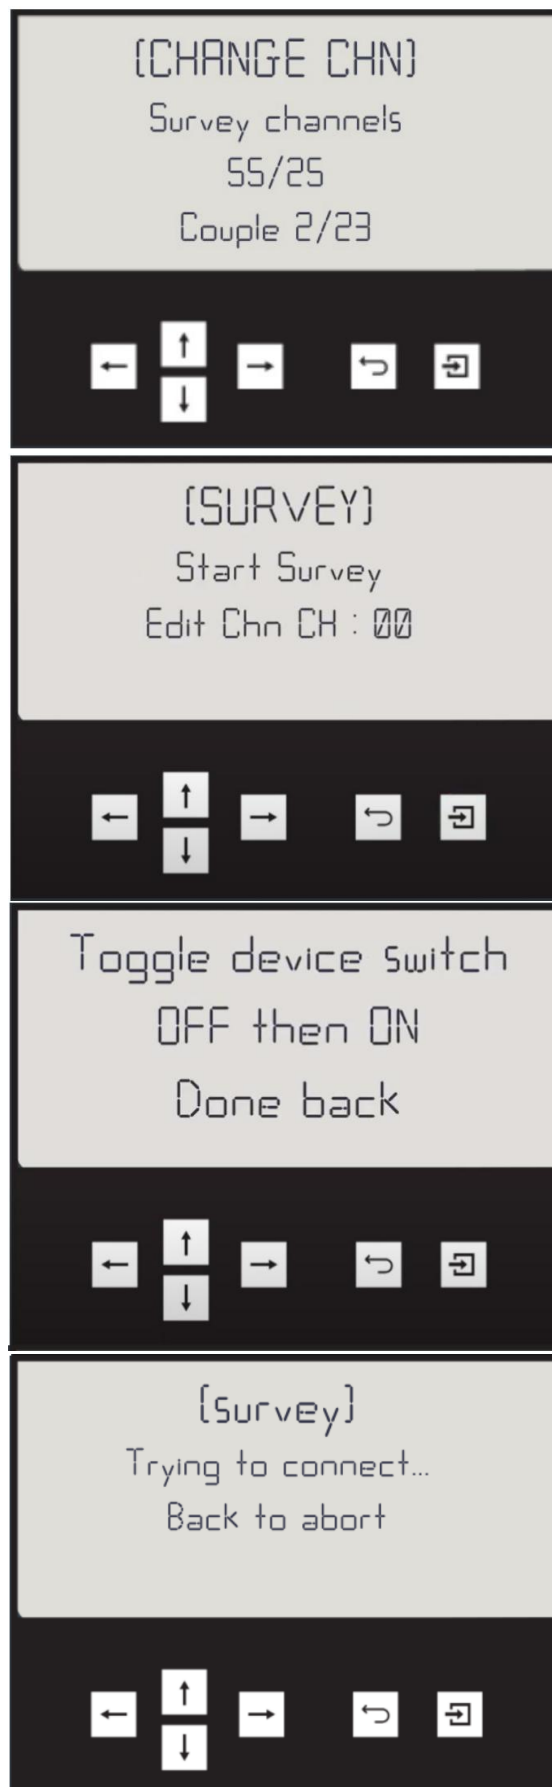 [CHANGE CHN]
Survey channels
55/25
Couple 2/23
[SURVEY]
Start Survey
Edit Chn CH : 00
Toggle device switch
OFF then ON
Done back
[Survey]
Trying to connect...
Back to abort